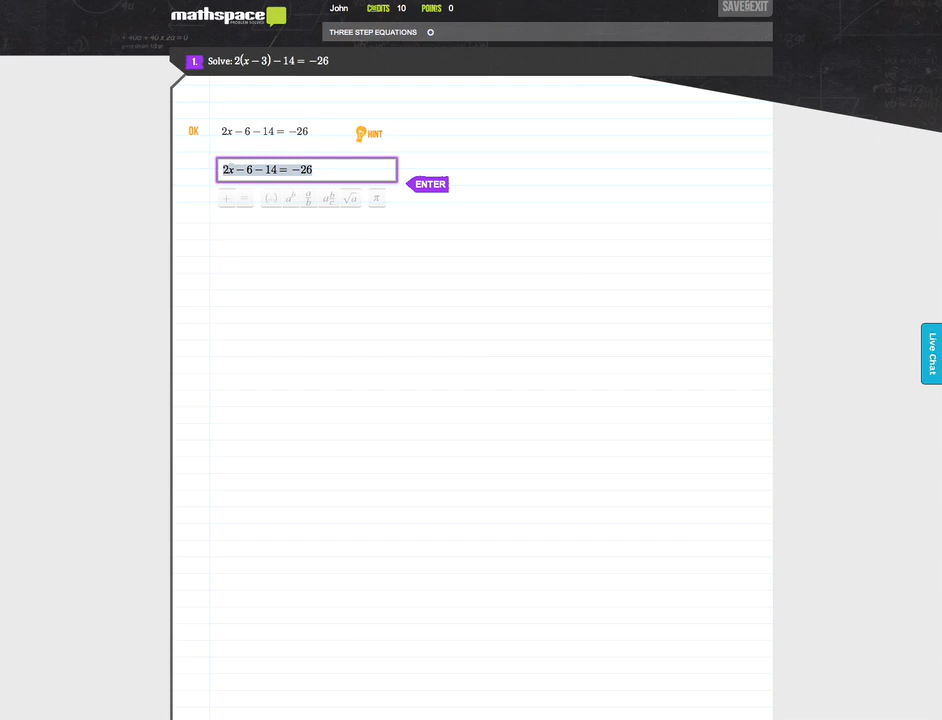 mathspace
PROBLEM SOLVED
John CREDITS 10 POINTS 0
SAVE&EXIT
THREE STEP EQUATIONS
1. Solve: 2(x − 3) − 14 = −26
OK 2x − 6 − 14 = −26 HINT
2x − 6 − 14 = −26
ENTER
+ = (...) a^b a/b a b/c √a π
Live Chat